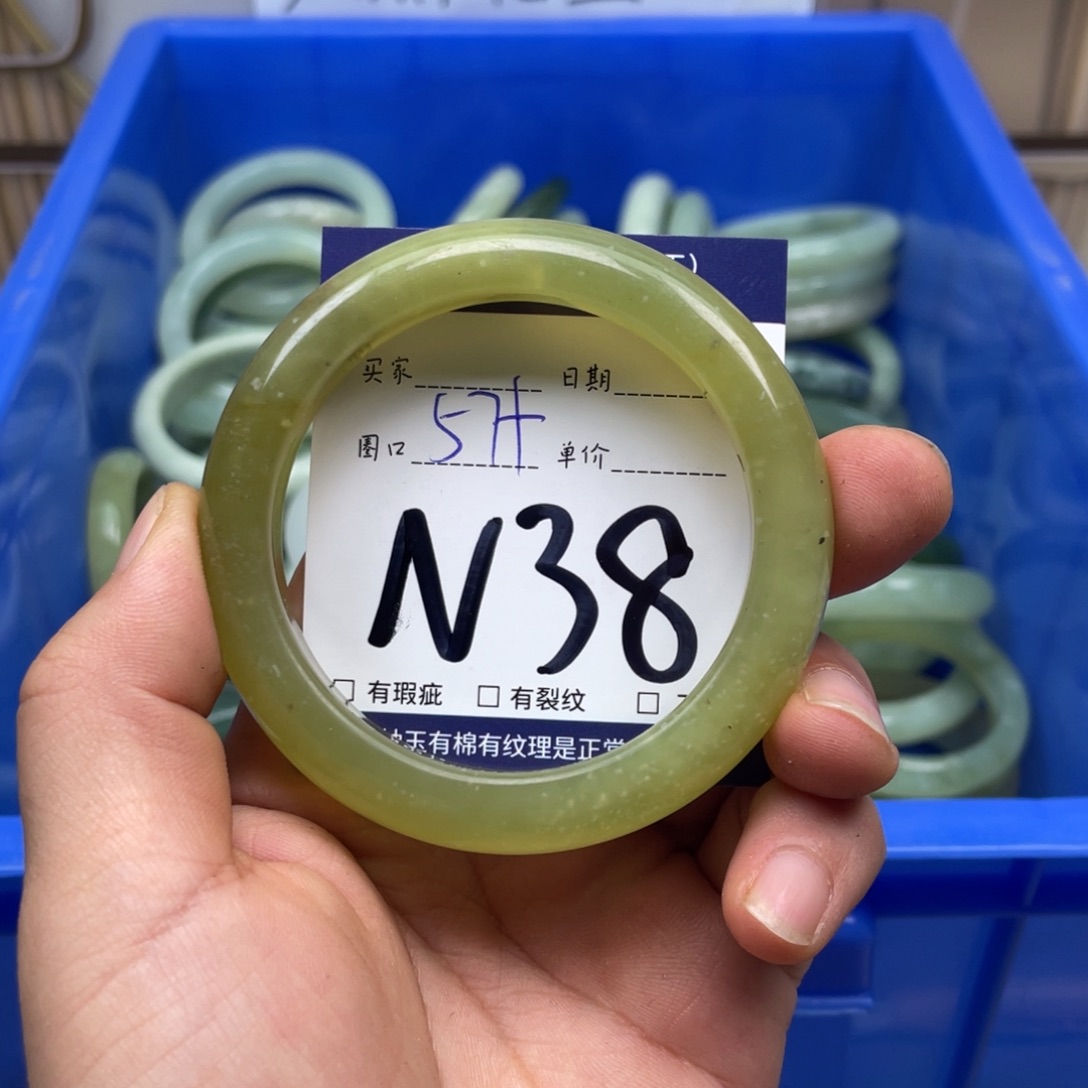 买家 日期
圈口 57+ 单价
N38
□ 有瑕疵 □ 有裂纹 □
玉有棉有纹理是正常